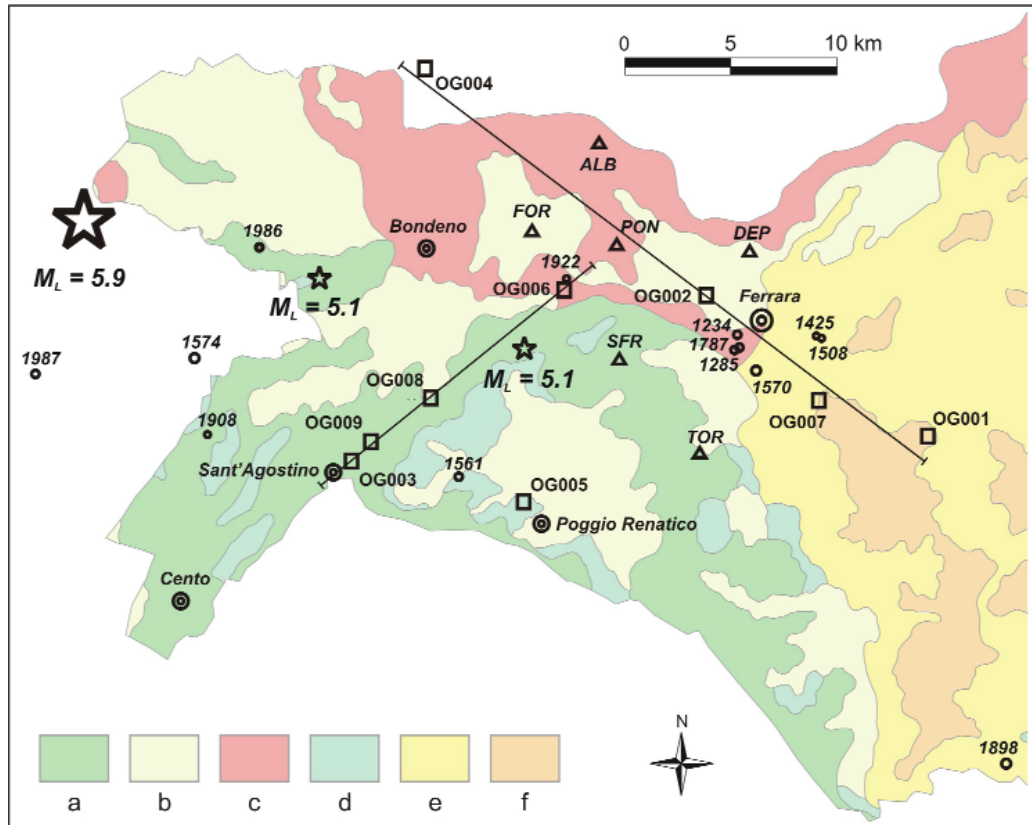 0 5 10 km
OG004
ALB
FOR
PON
DEP
Bondeno
1986
M_L = 5.9
M_L = 5.1
1922
OG006
OG002
Ferrara
1234
1787
1285
1425
1508
1570
1987
1574
SFR
M_L = 5.1
OG008
OG007
OG001
1908
OG009
TOR
Sant'Agostino
OG003
1561
OG005
Poggio Renatico
Cento
N
1898
a b c d e f